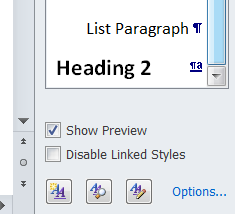 List Paragraph ¶
Heading 2 ¶a
Show Preview
Disable Linked Styles
Options...